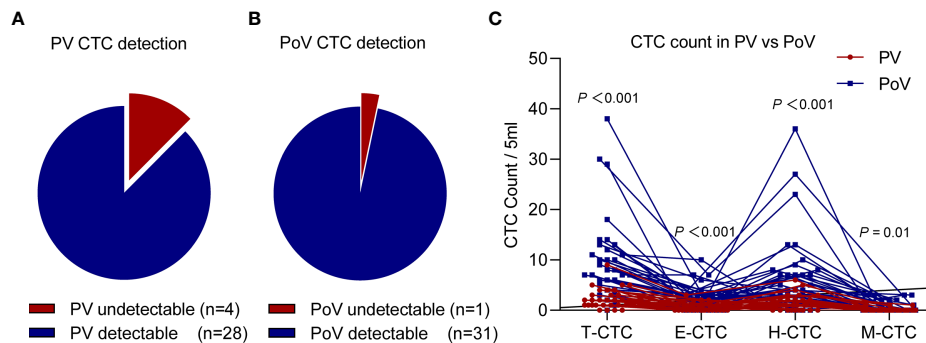 A
PV CTC detection
PV undetectable (n=4)
PV detectable (n=28)
B
PoV CTC detection
PoV undetectable (n=1)
PoV detectable (n=31)
C
CTC count in PV vs PoV
PV
PoV
CTC Count / 5ml
50
40
30
20
10
0
P＜0.001
P＜0.001
P＜0.001
P = 0.01
T-CTC E-CTC H-CTC M-CTC